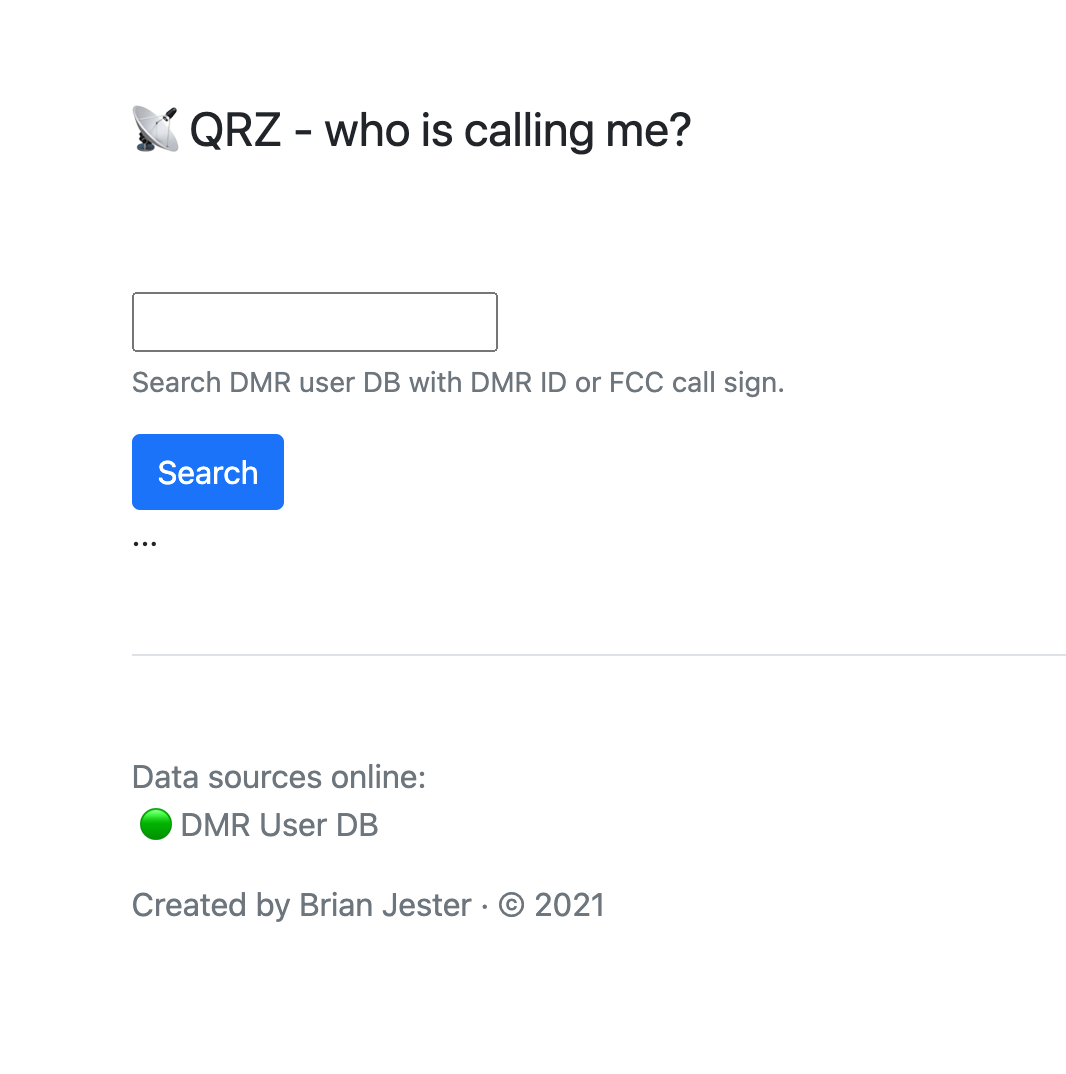 QRZ - who is calling me?
Search DMR user DB with DMR ID or FCC call sign.
Search
...
Data sources online:
DMR User DB
Created by Brian Jester · © 2021